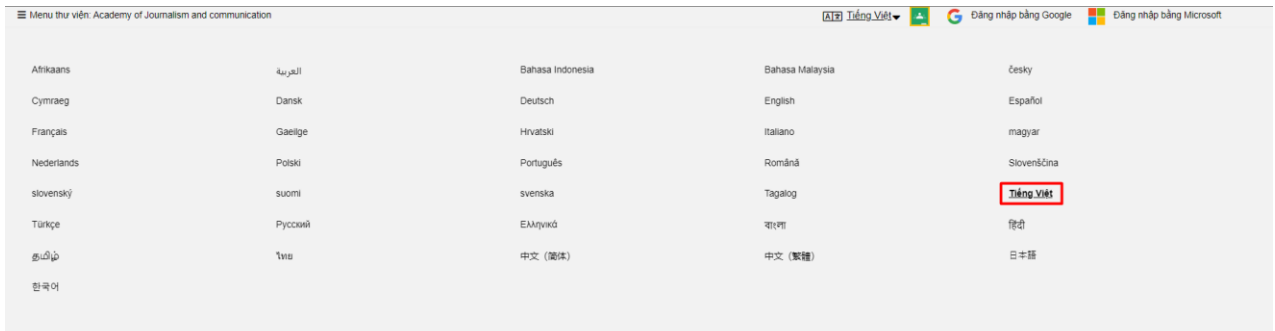 ☰ Menu thư viện: Academy of Journalism and communication Tiếng Việt Đăng nhập bằng Google Đăng nhập bằng Microsoft
Afrikaans العربية Bahasa Indonesia Bahasa Malaysia česky
Cymraeg Dansk Deutsch English Español
Français Gaeilge Hrvatski Italiano magyar
Nederlands Polski Português Română Slovenščina
slovenský suomi svenska Tagalog Tiếng Việt
Türkçe Русский Ελληνικά বাংলা हिंदी
தமிழ் ไทย 中文（简体） 中文（繁體） 日本語
한국어